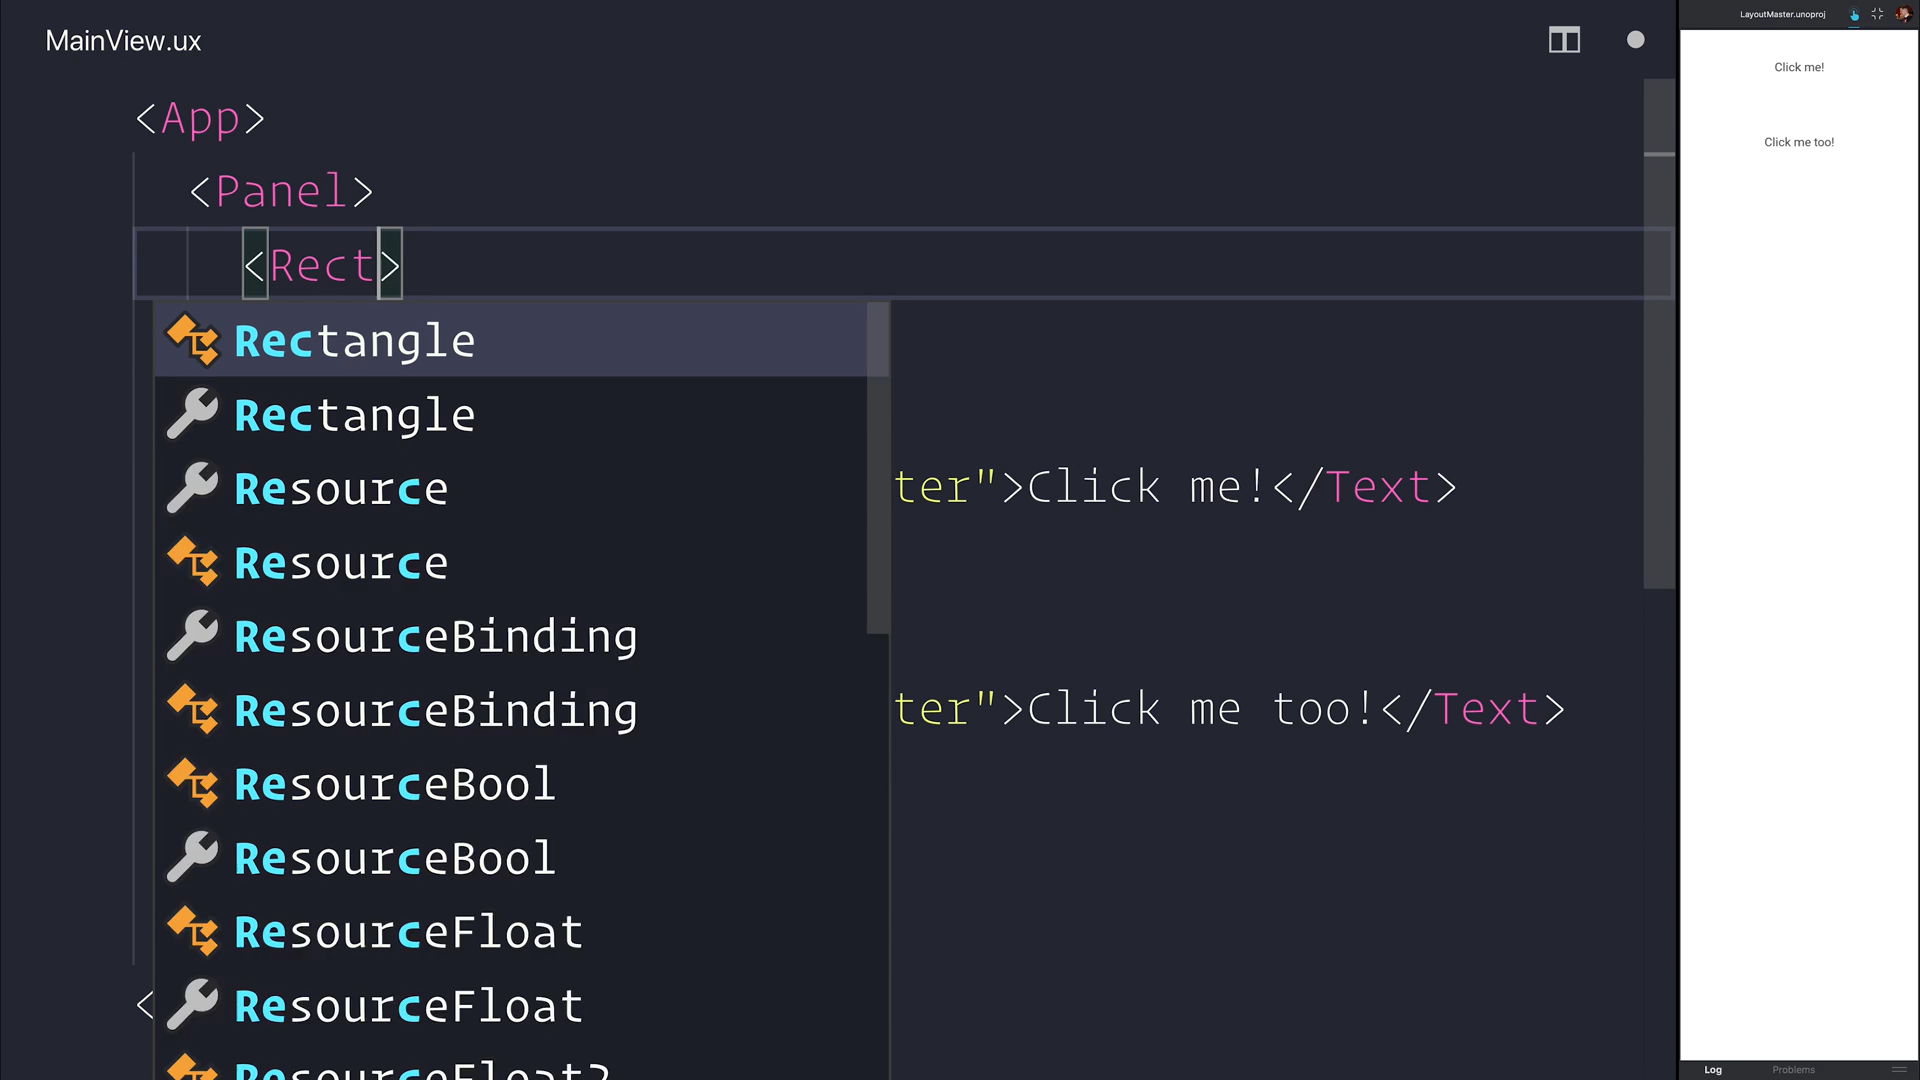 MainView.ux
LayoutMaster.unoproj
<App>
<Panel>
<Rect>
Rectangle
Rectangle
Resource
ter">Click me!</Text>
Resource
ResourceBinding
ResourceBinding
ter">Click me too!</Text>
ResourceBool
ResourceBool
ResourceFloat
<
ResourceFloat
ResourceFloat2
Click me!
Click me too!
Log Problems